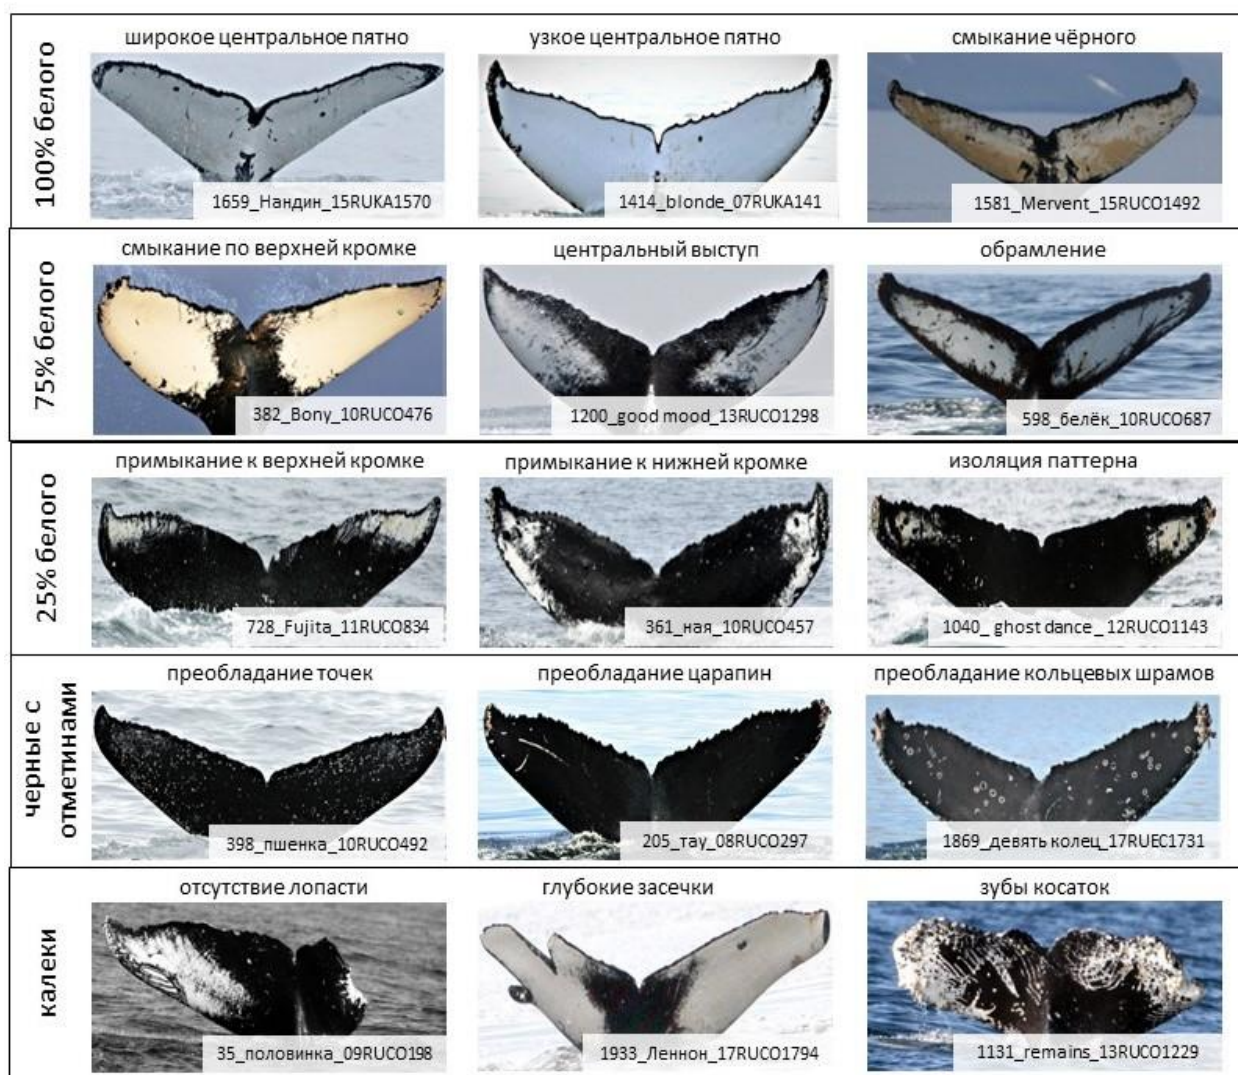 100% белого
широкое центральное пятно
узкое центральное пятно
смыкание чёрного
1659_Нандин_15RUKA1570
1414_blonde_07RUKA141
1581_Mervent_15RUCO1492
75% белого
смыкание по верхней кромке
центральный выступ
обрамление
382_Bony_10RUCO476
1200_good mood_13RUCO1298
598_белёк_10RUCO687
25% белого
примыкание к верхней кромке
примыкание к нижней кромке
изоляция паттерна
728_Fujita_11RUCO834
361_ная_10RUCO457
1040_ ghost dance_ 12RUCO1143
черные с
отметинами
преобладание точек
преобладание царапин
преобладание кольцевых шрамов
398_пшенка_10RUCO492
205_тау_08RUCO297
1869_девять колец_17RUEC1731
калеки
отсутствие лопасти
глубокие засечки
зубы косаток
35_половинка_09RUCO198
1933_Леннон_17RUCO1794
1131_remains_13RUCO1229